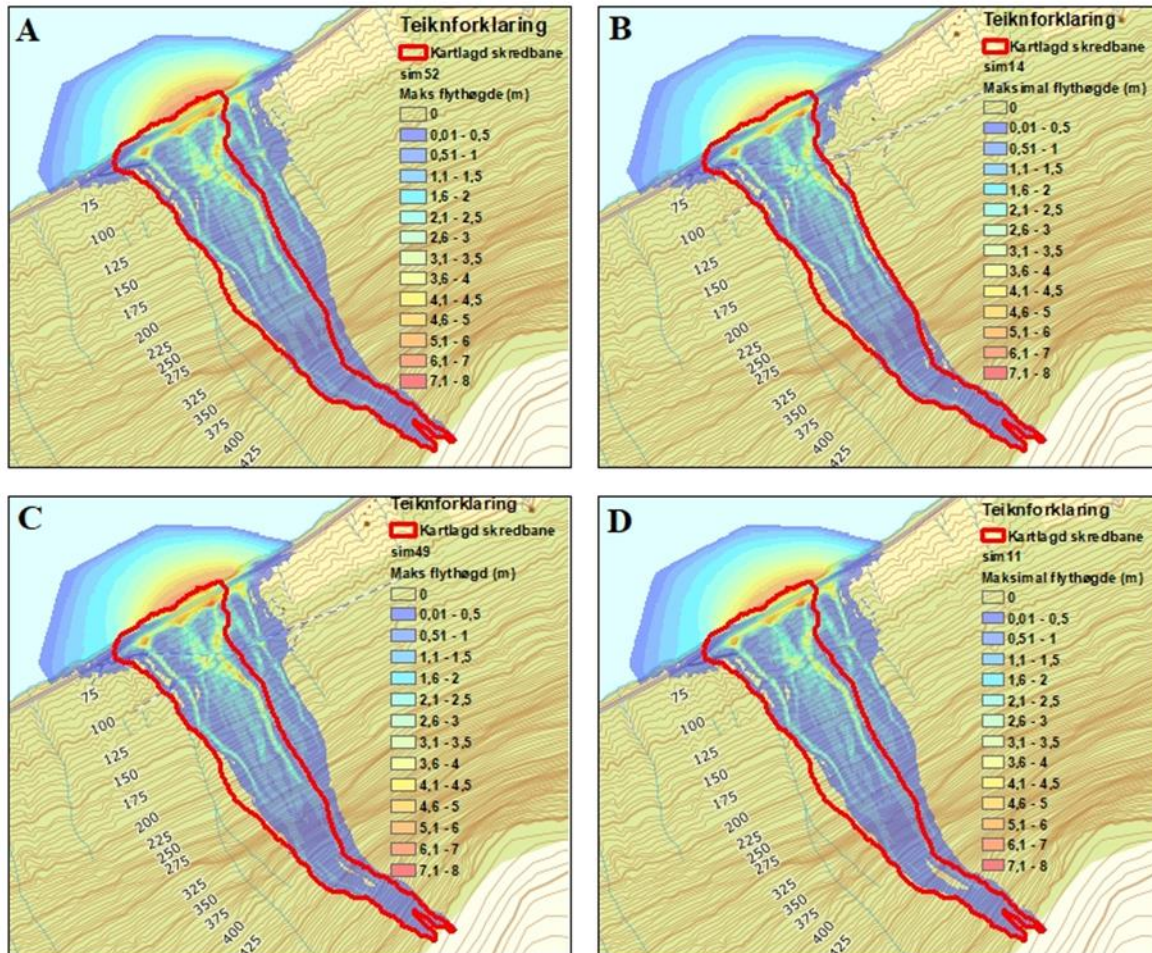 A
Teiknforklaring
Kartlagd skredbane
sim52
Maks flythøgde (m)
0
0,01 - 0,5
0,51 - 1
1,1 - 1,5
1,6 - 2
2,1 - 2,5
2,6 - 3
3,1 - 3,5
3,6 - 4
4,1 - 4,5
4,6 - 5
5,1 - 6
6,1 - 7
7,1 - 8
75
100
125
150
175
200
225
250
275
325
350
375
400
425
B
Teiknforklaring
Kartlagd skredbane
sim14
Maksimal flythøgde (m)
0
0,01 - 0,5
0,51 - 1
1,1 - 1,5
1,6 - 2
2,1 - 2,5
2,6 - 3
3,1 - 3,5
3,6 - 4
4,1 - 4,5
4,6 - 5
5,1 - 6
6,1 - 7
7,1 - 8
75
100
125
150
175
200
225
250
275
325
350
375
400
425
C
Teiknforklaring
Kartlagd skredbane
sim49
Maks flythøgd (m)
0
0,01 - 0,5
0,51 - 1
1,1 - 1,5
1,6 - 2
2,1 - 2,5
2,6 - 3
3,1 - 3,5
3,6 - 4
4,1 - 4,5
4,6 - 5
5,1 - 6
6,1 - 7
7,1 - 8
75
100
125
150
175
200
225
250
275
325
350
375
400
425
D
Teiknforklaring
Kartlagd skredbane
sim11
Maksimal flythøgde (m)
0
0,01 - 0,5
0,51 - 1
1,1 - 1,5
1,6 - 2
2,1 - 2,5
2,6 - 3
3,1 - 3,5
3,6 - 4
4,1 - 4,5
4,6 - 5
5,1 - 6
6,1 - 7
7,1 - 8
75
100
125
150
175
200
225
250
275
325
350
375
400
425